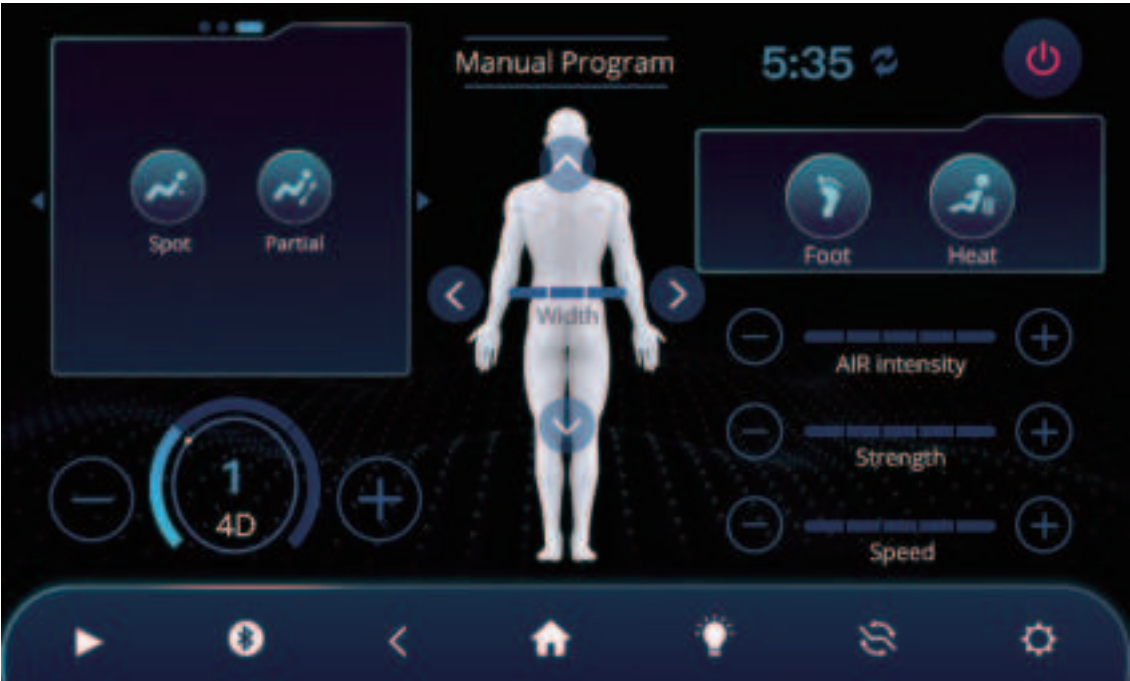 Manual Program
5:35
Spot
Partial
Foot
Heat
Width
AIR intensity
Strength
1
4D
Speed